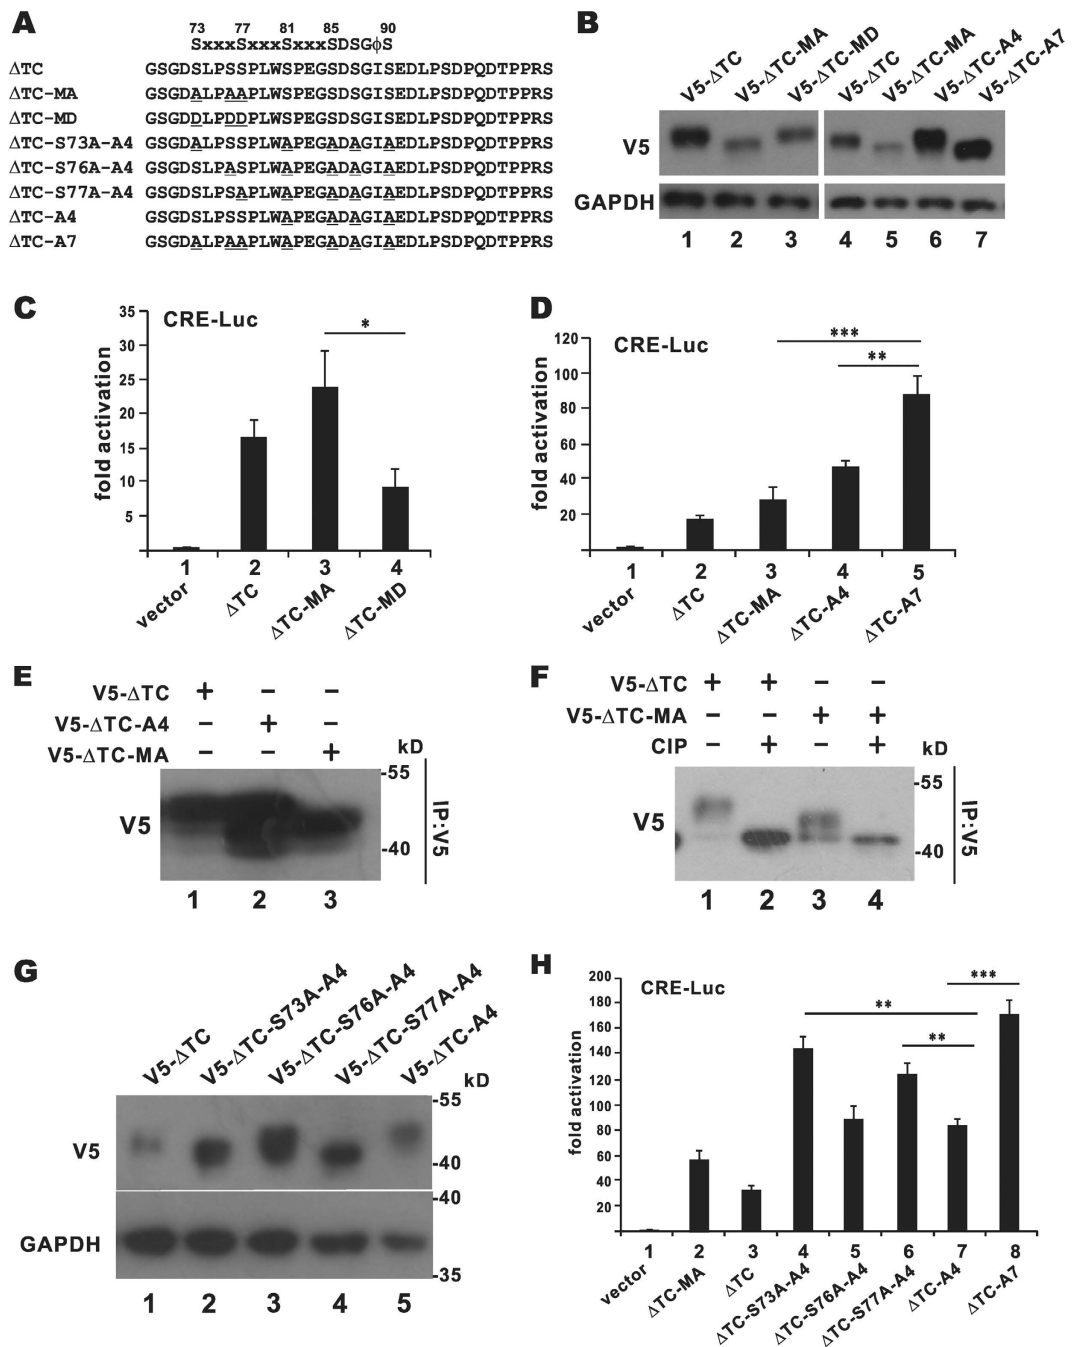 A
73 77 81 85 90
SxxxSxxxSxxxSDSGϕS
ΔTC GSGDSLPSSPLWSPEGSDSGISEDLPSDPQDTPPRS
ΔTC-MA GSGDALPAAPLWSPEGSDSGISEDLPSDPQDTPPRS
ΔTC-MD GSGDDLPDDPLWSPEGSDSGISEDLPSDPQDTPPRS
ΔTC-S73A-A4 GSGDALPSSPLWAPEGADAGIAEDLPSDPQDTPPRS
ΔTC-S76A-A4 GSGDSLPASPLWAPEGADAGIAEDLPSDPQDTPPRS
ΔTC-S77A-A4 GSGDSLPSAPLWAPEGADAGIAEDLPSDPQDTPPRS
ΔTC-A4 GSGDSLPSSPLWAPEGADAGIAEDLPSDPQDTPPRS
ΔTC-A7 GSGDALPAAPLWAPEGADAGIAEDLPSDPQDTPPRS
B
V5-ΔTC V5-ΔTC-MA V5-ΔTC-MD V5-ΔTC V5-ΔTC-MA V5-ΔTC-A4 V5-ΔTC-A7
V5
GAPDH
1 2 3 4 5 6 7
C
CRE-Luc
fold activation
35
30
25
20
15
10
5
*
1 2 3 4
vector ΔTC ΔTC-MA ΔTC-MD
D
CRE-Luc
fold activation
120
100
80
60
40
20
***
**
1 2 3 4 5
vector ΔTC ΔTC-MA ΔTC-A4 ΔTC-A7
E
V5-ΔTC + – –
V5-ΔTC-A4 – + –
V5-ΔTC-MA – – + kD
-55
V5
-40
IP:V5
1 2 3
F
V5-ΔTC + + – –
V5-ΔTC-MA – – + +
CIP – + – + kD
-55
V5
-40
IP:V5
1 2 3 4
G
V5-ΔTC V5-ΔTC-S73A-A4 V5-ΔTC-S76A-A4 V5-ΔTC-S77A-A4 V5-ΔTC-A4
kD
-55
V5
-40
-40
GAPDH
-35
1 2 3 4 5
H
CRE-Luc
fold activation
200
180
160
140
120
100
80
60
40
20
***
**
**
1 2 3 4 5 6 7 8
vector ΔTC-MA ΔTC ΔTC-S73A-A4 ΔTC-S76A-A4 ΔTC-S77A-A4 ΔTC-A4 ΔTC-A7